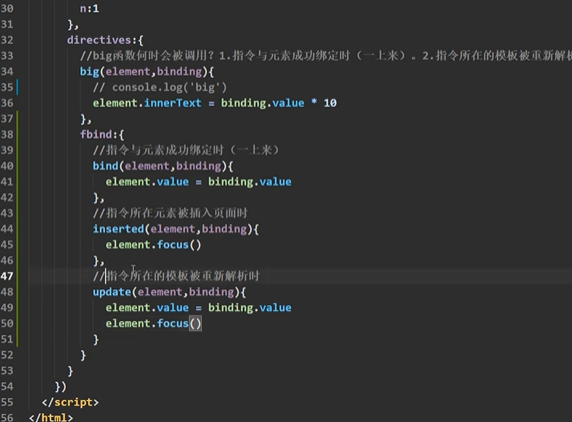 30 n:1
31 },
32 directives:{
33 //big函数何时会被调用？1.指令与元素成功绑定时（一上来）。2.指令所在的模板被重新解
34 big(element,binding){
35 // console.log('big')
36 element.innerText = binding.value * 10
37 },
38 fbind:{
39 //指令与元素成功绑定时（一上来）
40 bind(element,binding){
41 element.value = binding.value
42 },
43 //指令所在元素被插入页面时
44 inserted(element,binding){
45 element.focus()
46 },
47 //指令所在的模板被重新解析时
48 update(element,binding){
49 element.value = binding.value
50 element.focus()
51 }
52 }
53 }
54 })
55 </script>
56 </html>